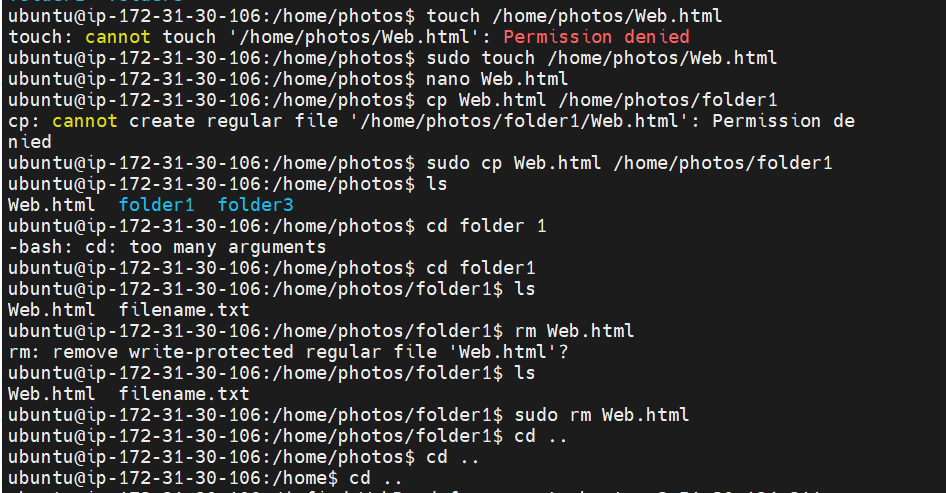 ubuntu@ip-172-31-30-106:/home/photos$ touch /home/photos/Web.html
touch: cannot touch '/home/photos/Web.html': Permission denied
ubuntu@ip-172-31-30-106:/home/photos$ sudo touch /home/photos/Web.html
ubuntu@ip-172-31-30-106:/home/photos$ nano Web.html
ubuntu@ip-172-31-30-106:/home/photos$ cp Web.html /home/photos/folder1
cp: cannot create regular file '/home/photos/folder1/Web.html': Permission de
nied
ubuntu@ip-172-31-30-106:/home/photos$ sudo cp Web.html /home/photos/folder1
ubuntu@ip-172-31-30-106:/home/photos$ ls
Web.html  folder1  folder3
ubuntu@ip-172-31-30-106:/home/photos$ cd folder 1
-bash: cd: too many arguments
ubuntu@ip-172-31-30-106:/home/photos$ cd folder1
ubuntu@ip-172-31-30-106:/home/photos/folder1$ ls
Web.html  filename.txt
ubuntu@ip-172-31-30-106:/home/photos/folder1$ rm Web.html
rm: remove write-protected regular file 'Web.html'?
ubuntu@ip-172-31-30-106:/home/photos/folder1$ ls
Web.html  filename.txt
ubuntu@ip-172-31-30-106:/home/photos/folder1$ sudo rm Web.html
ubuntu@ip-172-31-30-106:/home/photos/folder1$ cd ..
ubuntu@ip-172-31-30-106:/home/photos$ cd ..
ubuntu@ip-172-31-30-106:/home$ cd ..